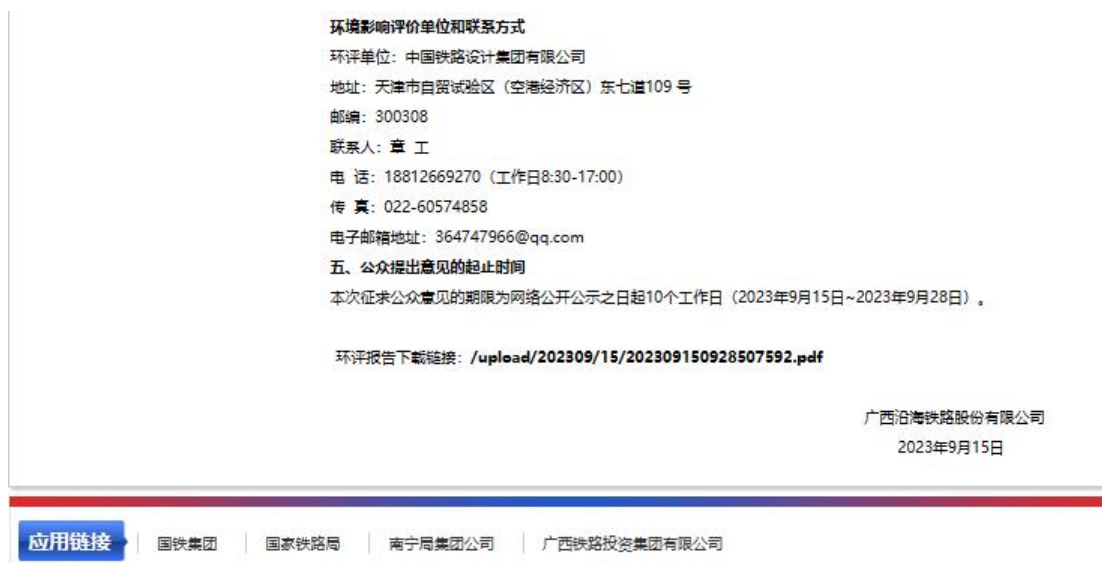 环境影响评价单位和联系方式
环评单位：中国铁路设计集团有限公司
地址：天津市自贸试验区（空港经济区）东七道109 号
邮编：300308
联系人：章 工
电 话：18812669270（工作日8:30-17:00）
传 真：022-60574858
电子邮箱地址：364747966@qq.com
五、公众提出意见的起止时间
本次征求公众意见的期限为网络公开公示之日起10个工作日（2023年9月15日~2023年9月28日）。
环评报告下载链接：/upload/202309/15/202309150928507592.pdf
广西沿海铁路股份有限公司
2023年9月15日
应用链接 国铁集团 国家铁路局 南宁局集团公司 广西铁路投资集团有限公司